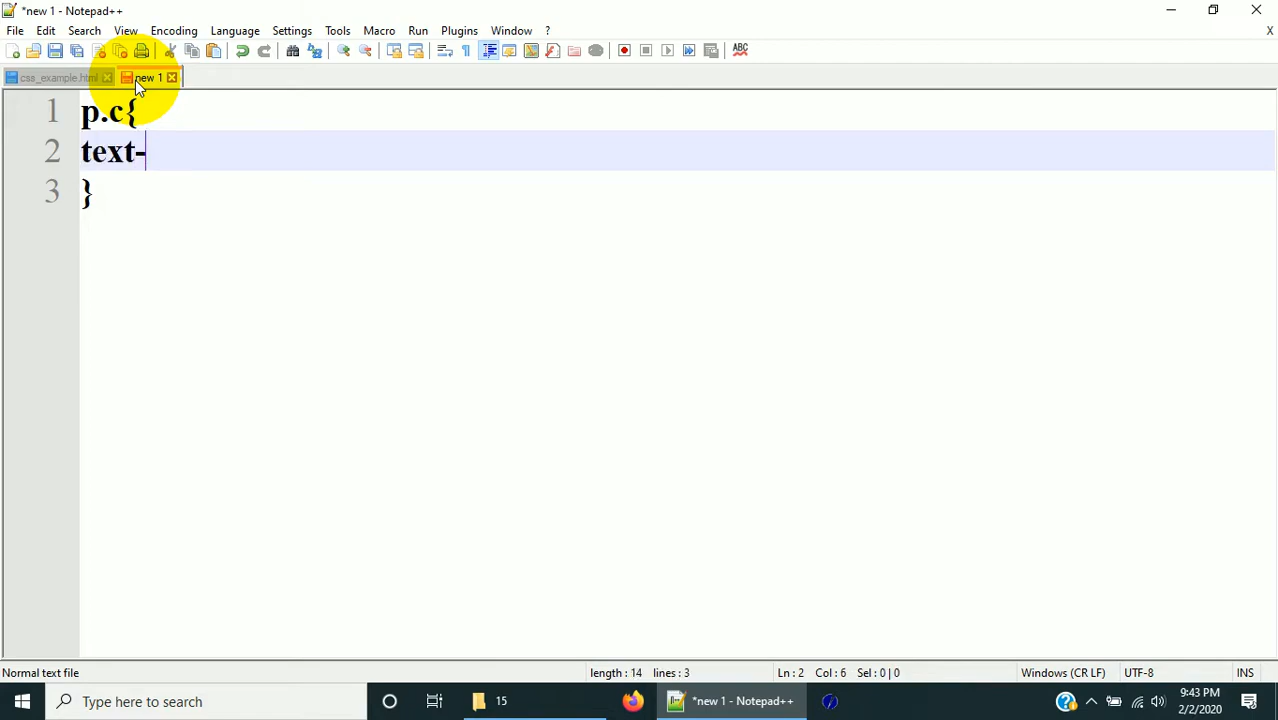 *new 1 - Notepad++
File Edit Search View Encoding Language Settings Tools Macro Run Plugins Window ? X
css_example.html new 1
1 p.c{
2 text-
3 }
Normal text file length : 14 lines : 3 Ln : 2 Col : 6 Sel : 0 | 0 Windows (CR LF) UTF-8 INS
Type here to search 15 *new 1 - Notepad++ 9:43 PM
2/2/2020